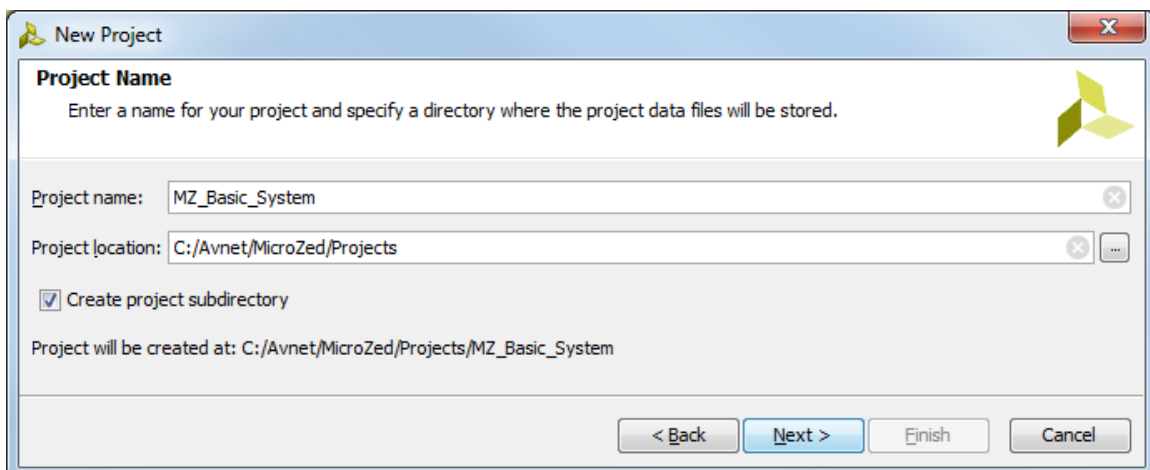 New Project
Project Name
Enter a name for your project and specify a directory where the project data files will be stored.
Project name: MZ_Basic_System
Project location: C:/Avnet/MicroZed/Projects ...
Create project subdirectory
Project will be created at: C:/Avnet/MicroZed/Projects/MZ_Basic_System
< Back Next > Finish Cancel